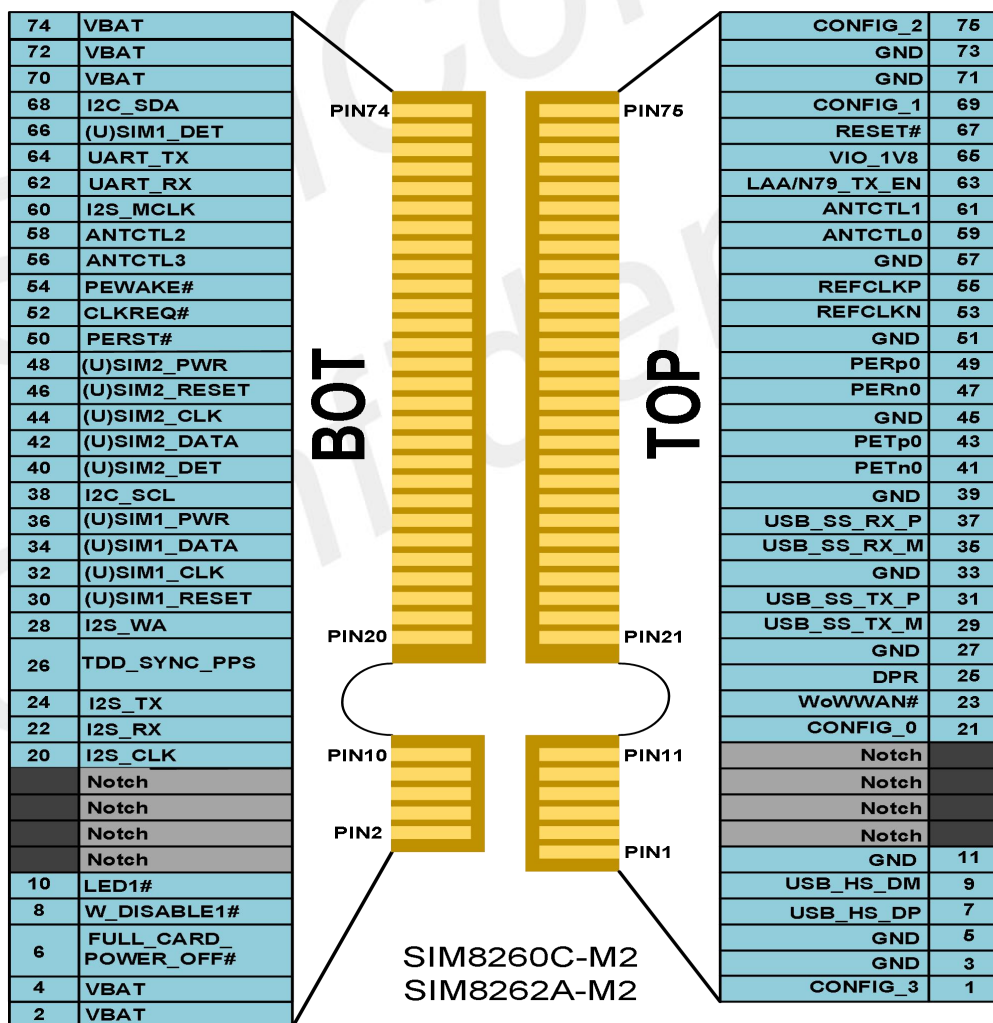 74 VBAT
72 VBAT
70 VBAT
68 I2C_SDA
66 (U)SIM1_DET
64 UART_TX
62 UART_RX
60 I2S_MCLK
58 ANTCTL2
56 ANTCTL3
54 PEWAKE#
52 CLKREQ#
50 PERST#
48 (U)SIM2_PWR
46 (U)SIM2_RESET
44 (U)SIM2_CLK
42 (U)SIM2_DATA
40 (U)SIM2_DET
38 I2C_SCL
36 (U)SIM1_PWR
34 (U)SIM1_DATA
32 (U)SIM1_CLK
30 (U)SIM1_RESET
28 I2S_WA
26 TDD_SYNC_PPS
24 I2S_TX
22 I2S_RX
20 I2S_CLK
Notch
Notch
Notch
Notch
10 LED1#
8 W_DISABLE1#
6 FULL_CARD_
POWER_OFF#
4 VBAT
2 VBAT
PIN74
BOT
PIN20
PIN10
PIN2
PIN75
TOP
PIN21
PIN11
PIN1
SIM8260C-M2
SIM8262A-M2
CONFIG_2 75
GND 73
GND 71
CONFIG_1 69
RESET# 67
VIO_1V8 65
LAA/N79_TX_EN 63
ANTCTL1 61
ANTCTL0 59
GND 57
REFCLKP 55
REFCLKN 53
GND 51
PERp0 49
PERn0 47
GND 45
PETp0 43
PETn0 41
GND 39
USB_SS_RX_P 37
USB_SS_RX_M 35
GND 33
USB_SS_TX_P 31
USB_SS_TX_M 29
GND 27
DPR 25
WoWWAN# 23
CONFIG_0 21
Notch
Notch
Notch
Notch
GND 11
USB_HS_DM 9
USB_HS_DP 7
GND 5
GND 3
CONFIG_3 1